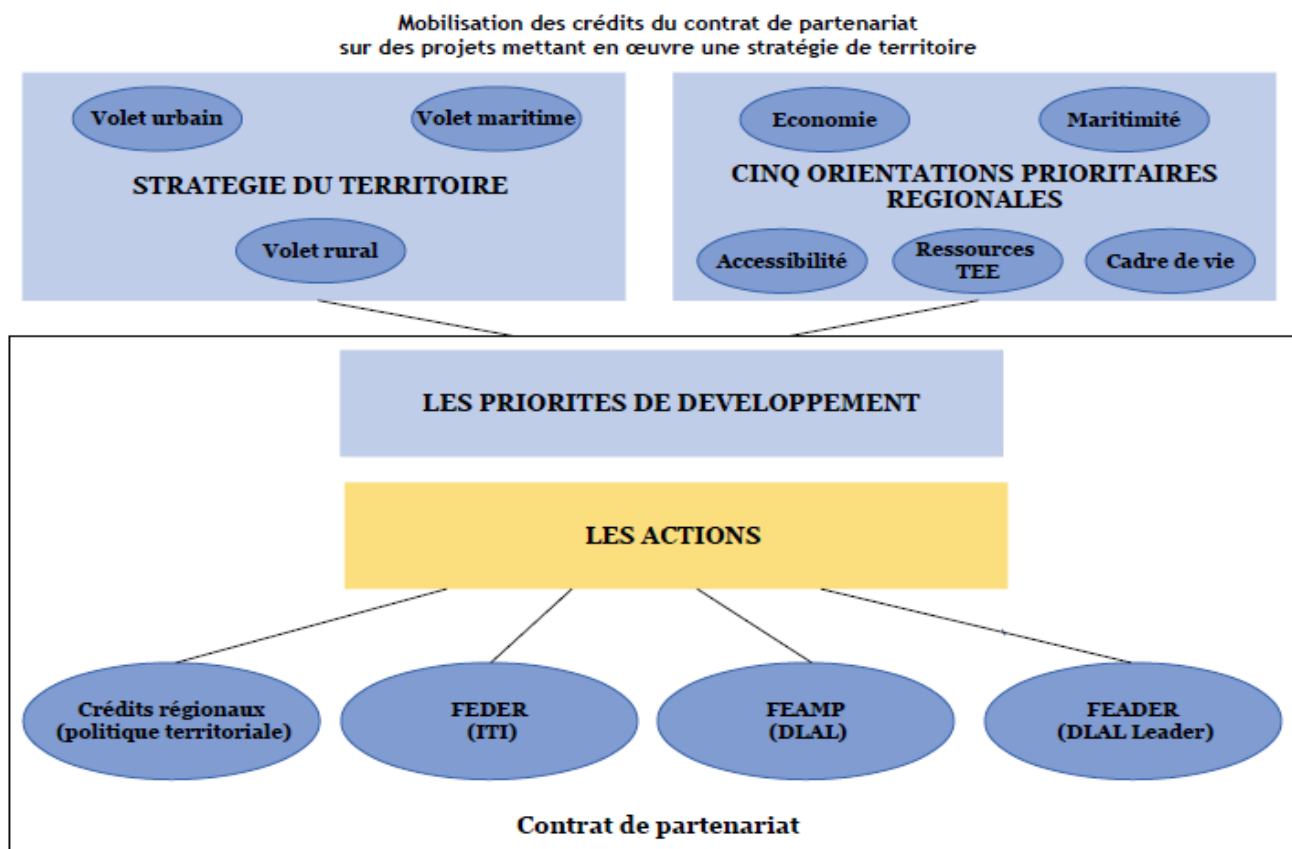 Mobilisation des crédits du contrat de partenariat
sur des projets mettant en œuvre une stratégie de territoire
Volet urbain
Volet maritime
STRATEGIE DU TERRITOIRE
Volet rural
Economie
Maritimité
CINQ ORIENTATIONS PRIORITAIRES
REGIONALES
Accessibilité
Ressources
TEE
Cadre de vie
LES PRIORITES DE DEVELOPPEMENT
LES ACTIONS
Crédits régionaux
(politique territoriale)
FEDER
(ITI)
FEAMP
(DLAL)
FEADER
(DLAL Leader)
Contrat de partenariat